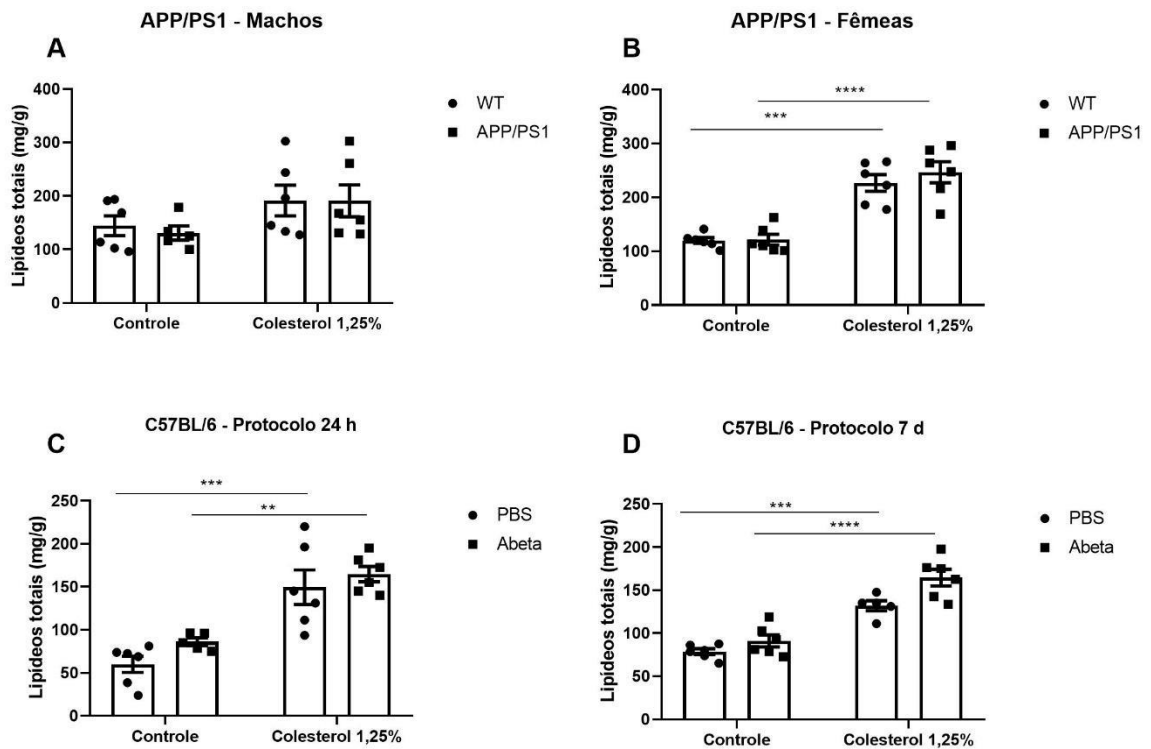 APP/PS1 - Machos
A
Lipídeos totais (mg/g)
400
300
200
100
0
Controle
Colesterol 1,25%
WT
APP/PS1
APP/PS1 - Fêmeas
B
Lipídeos totais (mg/g)
400
300
200
100
0
***
****
Controle
Colesterol 1,25%
WT
APP/PS1
C57BL/6 - Protocolo 24 h
C
Lipídeos totais (mg/g)
250
200
150
100
50
0
***
**
Controle
Colesterol 1,25%
PBS
Abeta
C57BL/6 - Protocolo 7 d
D
Lipídeos totais (mg/g)
250
200
150
100
50
0
***
****
Controle
Colesterol 1,25%
PBS
Abeta